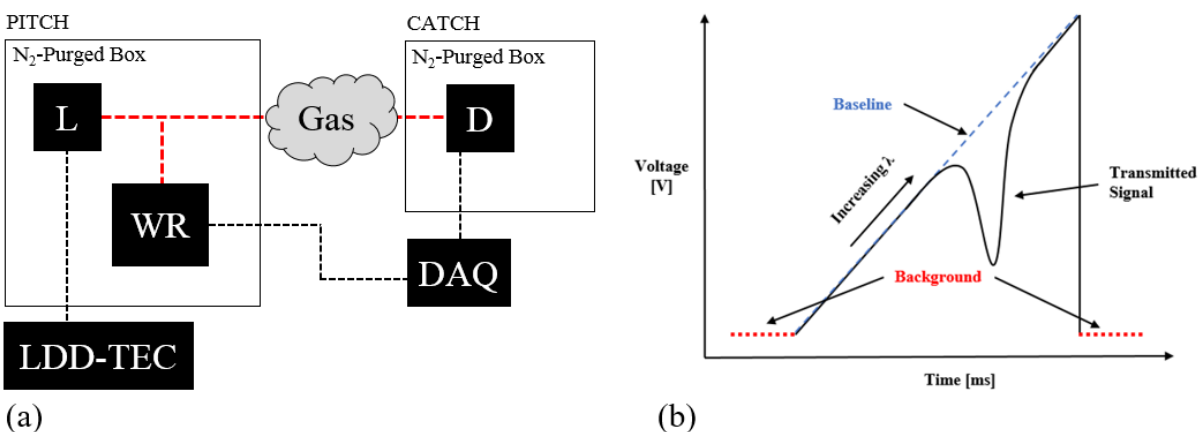 PITCH
N₂-Purged Box
L
WR
LDD-TEC
Gas
CATCH
N₂-Purged Box
D
DAQ
(a)
Voltage
[V]
Baseline
Increasing λ
Transmitted
Signal
Background
Time [ms]
(b)